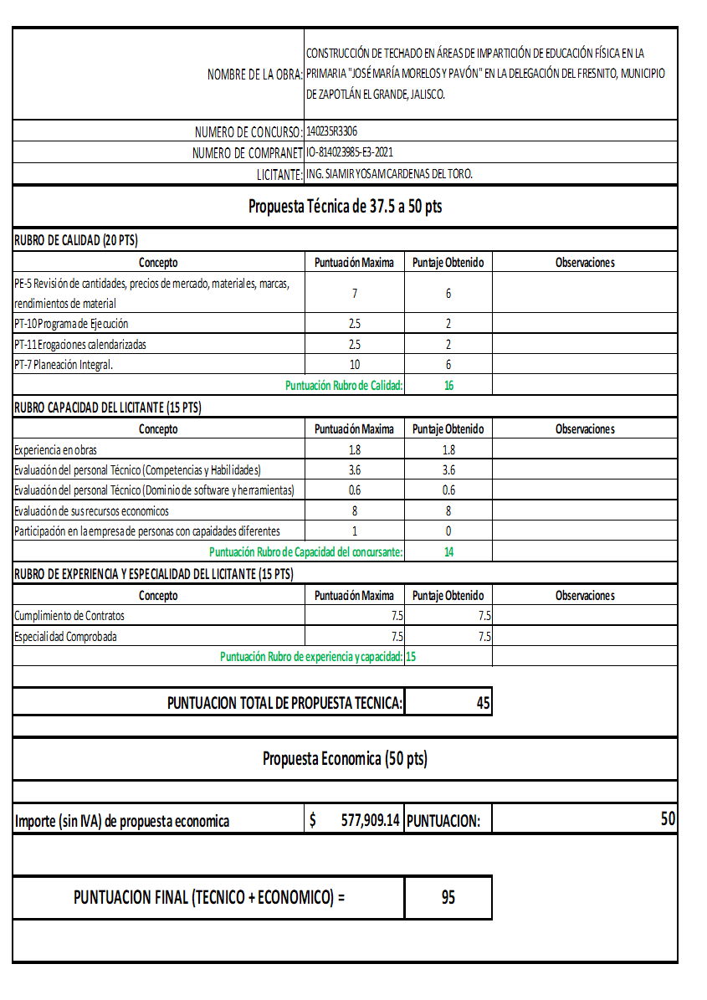 NOMBRE DE LA OBRA: CONSTRUCCIÓN DE TECHADO EN ÁREAS DE IMPARTICIÓN DE EDUCACIÓN FÍSICA EN LA
PRIMARIA "JOSÉ MARÍA MORELOS Y PAVÓN" EN LA DELEGACIÓN DEL FRESNITO, MUNICIPIO
DE ZAPOTLÁN EL GRANDE, JALISCO.
NUMERO DE CONCURSO: 140235R3306
NUMERO DE COMPRANET IO-814023985-E3-2021
LICITANTE: ING. SIAMIR YOSAM CARDENAS DEL TORO.
Propuesta Técnica de 37.5 a 50 pts
RUBRO DE CALIDAD (20 PTS)
Concepto Puntuación Maxima Puntaje Obtenido Observaciones
PE-5 Revisión de cantidades, precios de mercado, materiales, marcas,
rendimientos de material 7 6
PT-10 Programa de Ejecución 2.5 2
PT-11 Erogaciones calendarizadas 2.5 2
PT-7 Planeación Integral. 10 6
Puntuación Rubro de Calidad: 16
RUBRO CAPACIDAD DEL LICITANTE (15 PTS)
Concepto Puntuación Maxima Puntaje Obtenido Observaciones
Experiencia en obras 1.8 1.8
Evaluación del personal Técnico (Competencias y Habilidades) 3.6 3.6
Evaluación del personal Técnico (Dominio de software y herramientas) 0.6 0.6
Evaluación de sus recursos economicos 8 8
Participación en la empresa de personas con capaidades diferentes 1 0
Puntuación Rubro de Capacidad del concursante: 14
RUBRO DE EXPERIENCIA Y ESPECIALIDAD DEL LICITANTE (15 PTS)
Concepto Puntuación Maxima Puntaje Obtenido Observaciones
Cumplimiento de Contratos 7.5 7.5
Especialidad Comprobada 7.5 7.5
Puntuación Rubro de experiencia y capacidad: 15
PUNTUACION TOTAL DE PROPUESTA TECNICA: 45
Propuesta Economica (50 pts)
Importe (sin IVA) de propuesta economica $ 577,909.14 PUNTUACION: 50
PUNTUACION FINAL (TECNICO + ECONOMICO) = 95